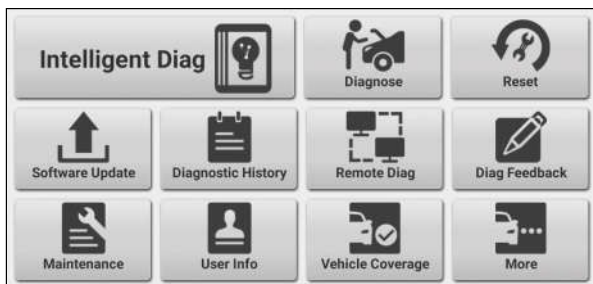 Intelligent Diag
Diagnose
Reset
Software Update
Diagnostic History
Remote Diag
Diag Feedback
Maintenance
User Info
Vehicle Coverage
More